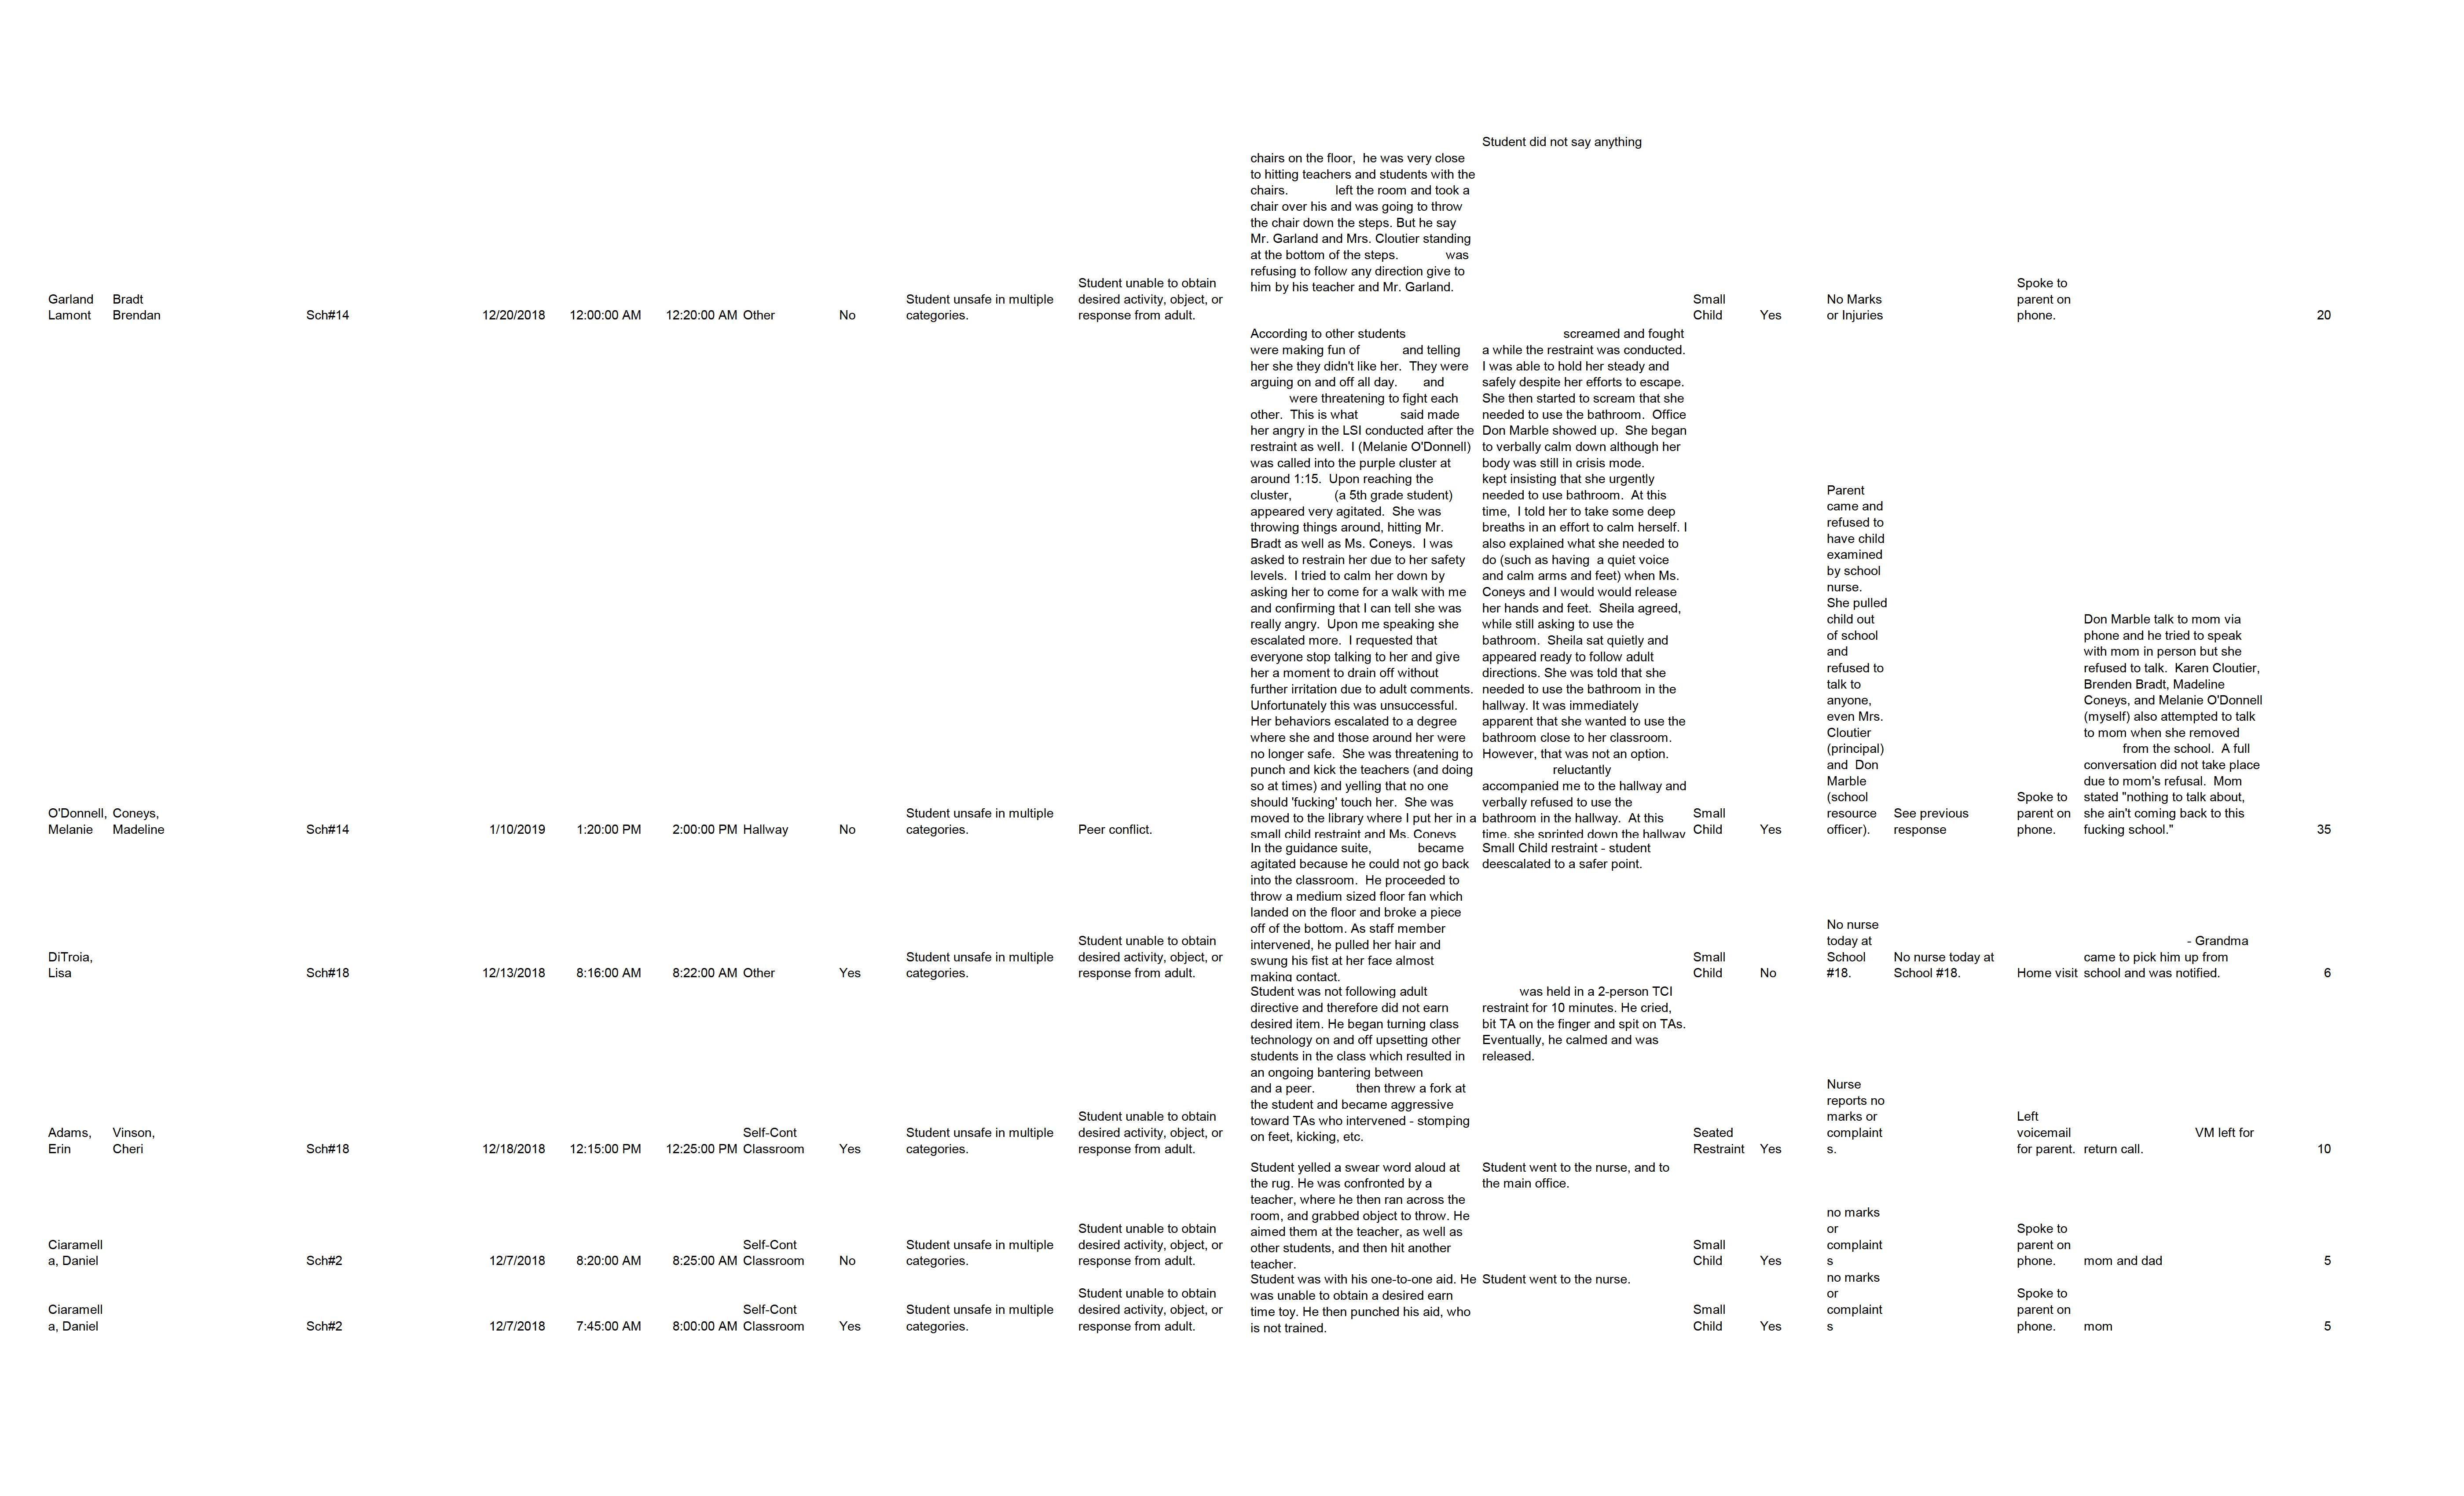 Student did not say anything
chairs on the floor,  he was very close
to hitting teachers and students with the
chairs.              left the room and took a
chair over his and was going to throw
the chair down the steps. But he say
Mr. Garland and Mrs. Cloutier standing
at the bottom of the steps.              was
refusing to follow any direction give to
him by his teacher and Mr. Garland.
Garland
Lamont
Bradt
Brendan
Sch#14
12/20/2018
12:00:00 AM
12:20:00 AM
Other
No
Student unsafe in multiple
categories.
Student unable to obtain
desired activity, object, or
response from adult.
Small
Child
Yes
No Marks
or Injuries
Spoke to
parent on
phone.
20
According to other students
were making fun of            and telling
her she they didn't like her.  They were
arguing on and off all day.        and
were threatening to fight each
other.  This is what            said made
her angry in the LSI conducted after the
restraint as well.  I (Melanie O'Donnell)
was called into the purple cluster at
around 1:15.  Upon reaching the
cluster,            (a 5th grade student)
appeared very agitated.  She was
throwing things around, hitting Mr.
Bradt as well as Ms. Coneys.  I was
asked to restrain her due to her safety
levels.  I tried to calm her down by
asking her to come for a walk with me
and confirming that I can tell she was
really angry.  Upon me speaking she
escalated more.  I requested that
everyone stop talking to her and give
her a moment to drain off without
further irritation due to adult comments.
Unfortunately this was unsuccessful.
Her behaviors escalated to a degree
where she and those around her were
no longer safe.  She was threatening to
punch and kick the teachers (and doing
so at times) and yelling that no one
should 'fucking' touch her.  She was
moved to the library where I put her in a
small child restraint and Ms. Coneys
screamed and fought
a while the restraint was conducted.
I was able to hold her steady and
safely despite her efforts to escape.
She then started to scream that she
needed to use the bathroom.  Office
Don Marble showed up.  She began
to verbally calm down although her
body was still in crisis mode.
kept insisting that she urgently
needed to use bathroom.  At this
time,  I told her to take some deep
breaths in an effort to calm herself. I
also explained what she needed to
do (such as having  a quiet voice
and calm arms and feet) when Ms.
Coneys and I would would release
her hands and feet.  Sheila agreed,
while still asking to use the
bathroom.  Sheila sat quietly and
appeared ready to follow adult
directions. She was told that she
needed to use the bathroom in the
hallway. It was immediately
apparent that she wanted to use the
bathroom close to her classroom.
However, that was not an option.
reluctantly
accompanied me to the hallway and
verbally refused to use the
bathroom in the hallway.  At this
time, she sprinted down the hallway
O'Donnell,
Melanie
Coneys,
Madeline
Sch#14
1/10/2019
1:20:00 PM
2:00:00 PM
Hallway
No
Student unsafe in multiple
categories.
Peer conflict.
Small
Child
Yes
Parent
came and
refused to
have child
examined
by school
nurse.
She pulled
child out
of school
and
refused to
talk to
anyone,
even Mrs.
Cloutier
(principal)
and  Don
Marble
(school
resource
officer).
See previous
response
Spoke to
parent on
phone.
Don Marble talk to mom via
phone and he tried to speak
with mom in person but she
refused to talk.  Karen Cloutier,
Brenden Bradt, Madeline
Coneys, and Melanie O'Donnell
(myself) also attempted to talk
to mom when she removed
from the school.  A full
conversation did not take place
due to mom's refusal.  Mom
stated "nothing to talk about,
she ain't coming back to this
fucking school."
35
In the guidance suite,             became
agitated because he could not go back
into the classroom.  He proceeded to
throw a medium sized floor fan which
landed on the floor and broke a piece
off of the bottom. As staff member
intervened, he pulled her hair and
swung his fist at her face almost
making contact.
Small Child restraint - student
deescalated to a safer point.
DiTroia,
Lisa
Sch#18
12/13/2018
8:16:00 AM
8:22:00 AM
Other
Yes
Student unsafe in multiple
categories.
Student unable to obtain
desired activity, object, or
response from adult.
Small
Child
No
No nurse
today at
School
#18.
No nurse today at
School #18.
Home visit
- Grandma
came to pick him up from
school and was notified.
6
Student was not following adult
directive and therefore did not earn
desired item. He began turning class
technology on and off upsetting other
students in the class which resulted in
an ongoing bantering between
and a peer.            then threw a fork at
the student and became aggressive
toward TAs who intervened - stomping
on feet, kicking, etc.
was held in a 2-person TCI
restraint for 10 minutes. He cried,
bit TA on the finger and spit on TAs.
Eventually, he calmed and was
released.
Adams,
Erin
Vinson,
Cheri
Sch#18
12/18/2018
12:15:00 PM
12:25:00 PM
Self-Cont
Classroom
Yes
Student unsafe in multiple
categories.
Student unable to obtain
desired activity, object, or
response from adult.
Seated
Restraint
Yes
Nurse
reports no
marks or
complaint
s.
Left
voicemail
for parent.
VM left for
return call.
10
Student yelled a swear word aloud at
the rug. He was confronted by a
teacher, where he then ran across the
room, and grabbed object to throw. He
aimed them at the teacher, as well as
other students, and then hit another
teacher.
Student went to the nurse, and to
the main office.
Ciaramell
a, Daniel
Sch#2
12/7/2018
8:20:00 AM
8:25:00 AM
Self-Cont
Classroom
No
Student unsafe in multiple
categories.
Student unable to obtain
desired activity, object, or
response from adult.
Small
Child
Yes
no marks
or
complaint
s
Spoke to
parent on
phone.
mom and dad
5
Student was with his one-to-one aid. He
was unable to obtain a desired earn
time toy. He then punched his aid, who
is not trained.
Student went to the nurse.
Ciaramell
a, Daniel
Sch#2
12/7/2018
7:45:00 AM
8:00:00 AM
Self-Cont
Classroom
Yes
Student unsafe in multiple
categories.
Student unable to obtain
desired activity, object, or
response from adult.
Small
Child
Yes
no marks
or
complaint
s
Spoke to
parent on
phone.
mom
5